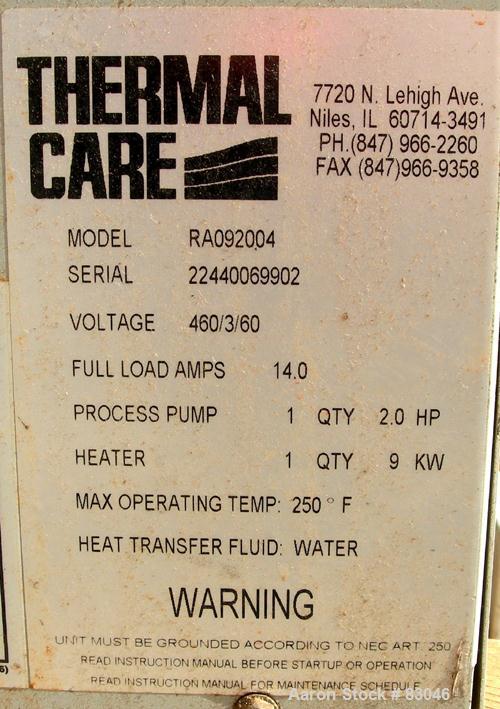 THERMAL
CARE
7720 N. Lehigh Ave.
Niles, IL 60714-3491
PH.(847) 966-2260
FAX (847)966-9358
MODEL RA092004
SERIAL 22440069902
VOLTAGE 460/3/60
FULL LOAD AMPS 14.0
PROCESS PUMP 1 QTY 2.0 HP
HEATER 1 QTY 9 KW
MAX OPERATING TEMP: 250 ° F
HEAT TRANSFER FLUID: WATER
WARNING
UNIT MUST BE GROUNDED ACCORDING TO NEC ART. 250
READ INSTRUCTION MANUAL BEFORE STARTUP OR OPERATION
READ INSTRUCTION MANUAL FOR MAINTENANCE SCHEDULE
Aaron Stock # 83046